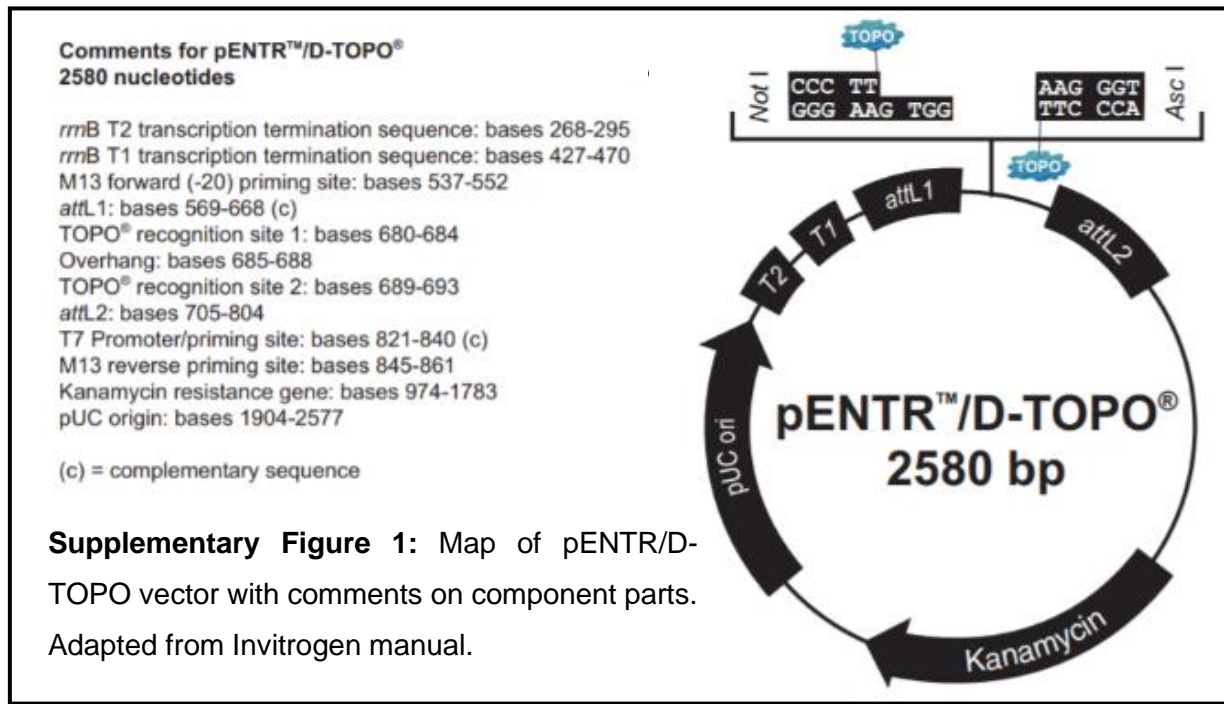 Comments for pENTR™/D-TOPO®
2580 nucleotides
rrnB T2 transcription termination sequence: bases 268-295
rrnB T1 transcription termination sequence: bases 427-470
M13 forward (-20) priming site: bases 537-552
attL1: bases 569-668 (c)
TOPO® recognition site 1: bases 680-684
Overhang: bases 685-688
TOPO® recognition site 2: bases 689-693
attL2: bases 705-804
T7 Promoter/priming site: bases 821-840 (c)
M13 reverse priming site: bases 845-861
Kanamycin resistance gene: bases 974-1783
pUC origin: bases 1904-2577
(c) = complementary sequence
Supplementary Figure 1: Map of pENTR/D-
TOPO vector with comments on component parts.
Adapted from Invitrogen manual.
TOPO
Not I
CCC TT
GGG AAG TGG
AAG GGT
TTC CCA
Asc I
TOPO
attL1
attL2
T1
T2
pUC ori
Kanamycin
pENTR™/D-TOPO®
2580 bp